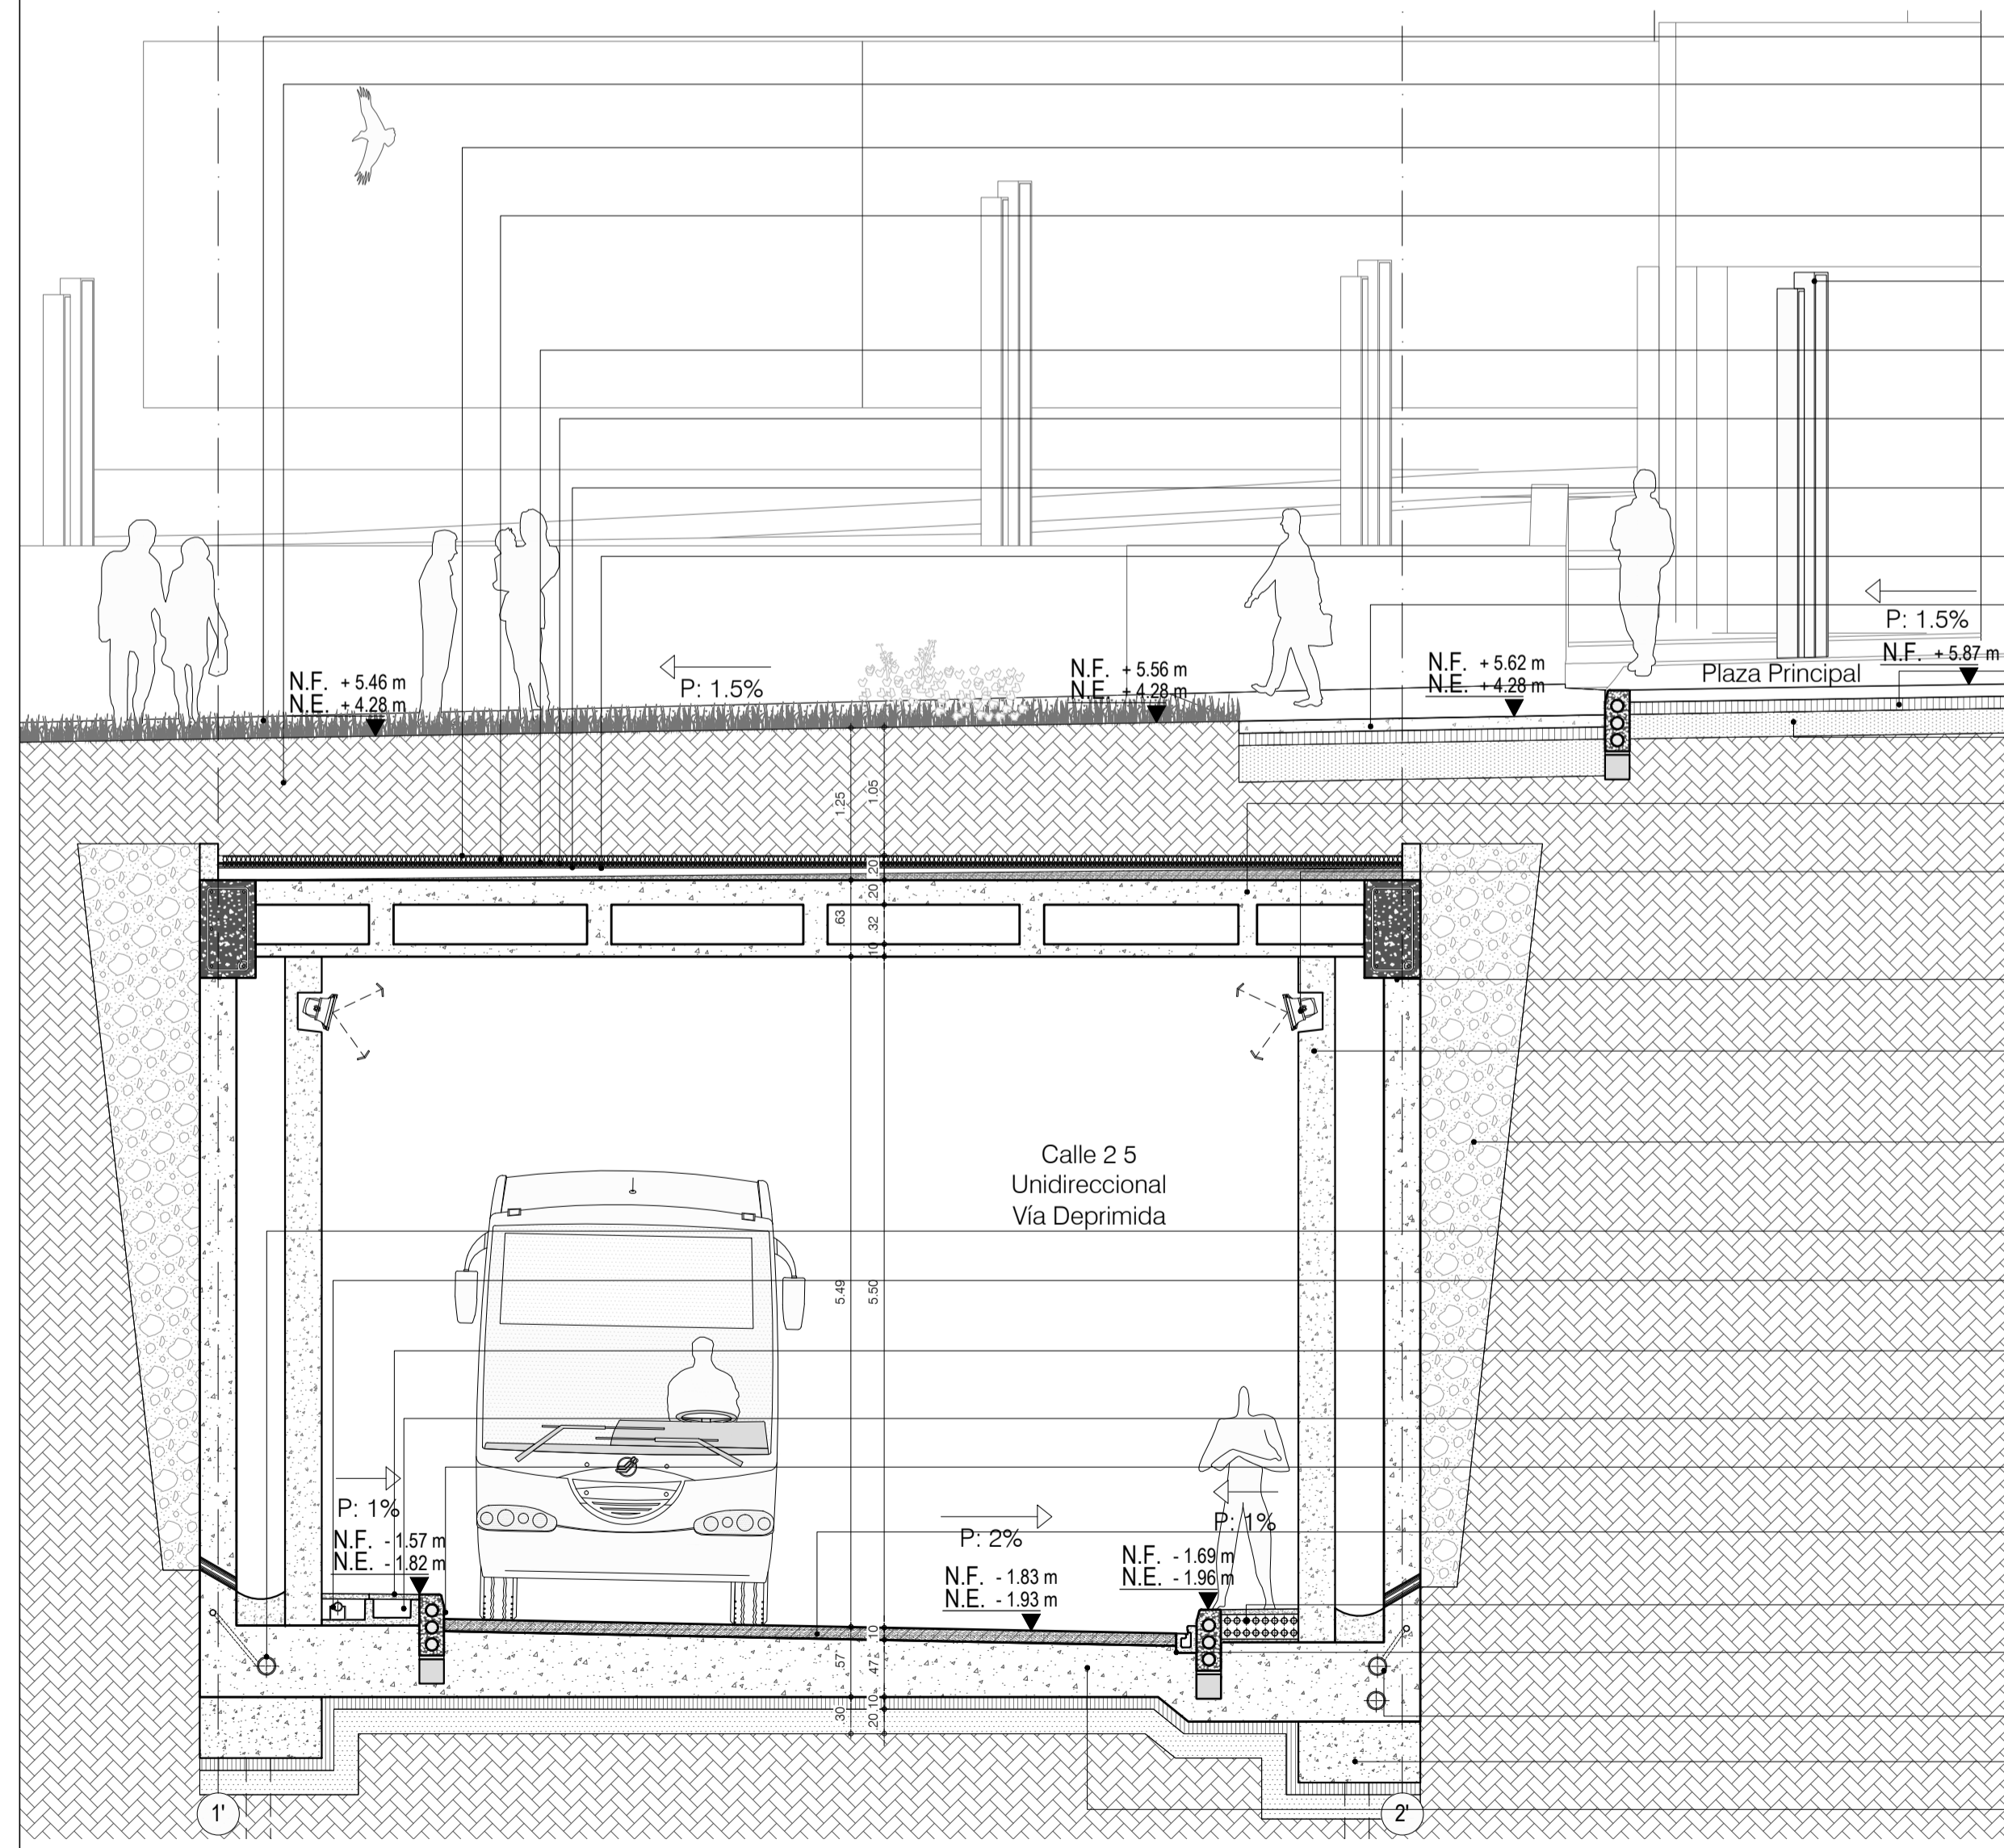 P: 1.5%
N.F. + 5.87 m
Plaza Principal
N.F. + 5.62 m
N.E. + 4.28 m
N.F. + 5.56 m
N.E. + 4.28 m
P: 1.5%
N.F. + 5.46 m
N.E. + 4.28 m
1.25
1.05
.20
.20
.63
.32
.10
Calle 2 5
Unidireccional
Vía Deprimida
5.49
5.50
P: 1%
N.F. - 1.57 m
N.E. - 1.82 m
P: 2%
N.F. - 1.83 m
N.E. - 1.93 m
P: 1%
N.F. - 1.69 m
N.E. - 1.96 m
.10
.57
.47
.10
.30
.20
1'
2'